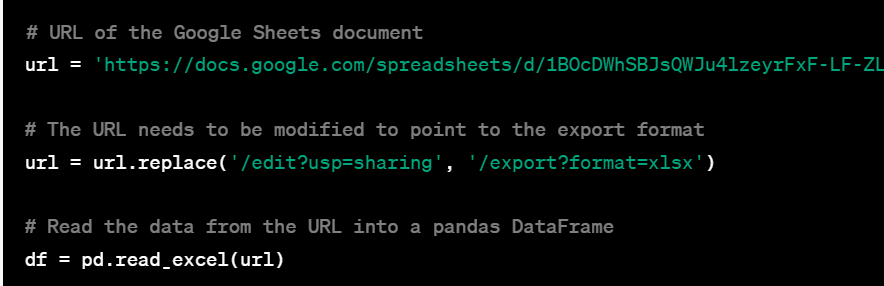 # URL of the Google Sheets document
url = 'https://docs.google.com/spreadsheets/d/1BOcDWhSBJsQWJu4lzeyrFxF-LF-ZL
# The URL needs to be modified to point to the export format
url = url.replace('/edit?usp=sharing', '/export?format=xlsx')
# Read the data from the URL into a pandas DataFrame
df = pd.read_excel(url)